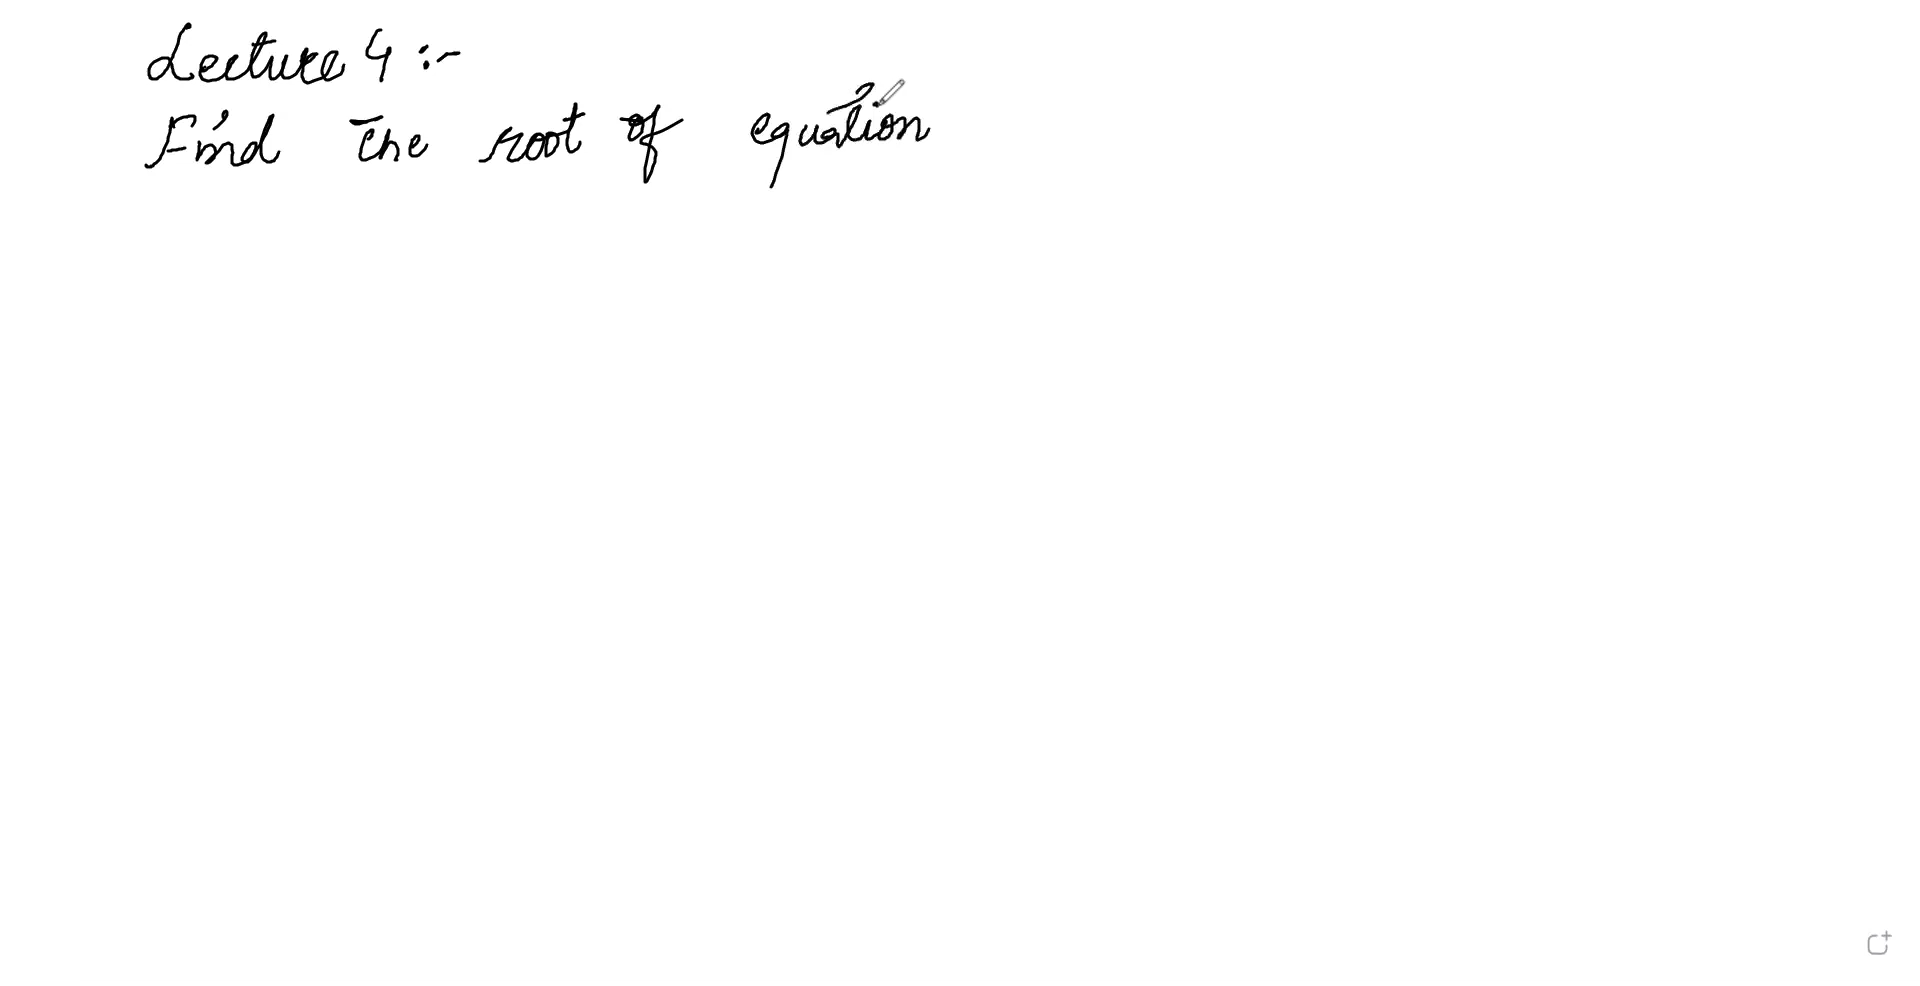 Lecture 4 :-
Find the root of equation